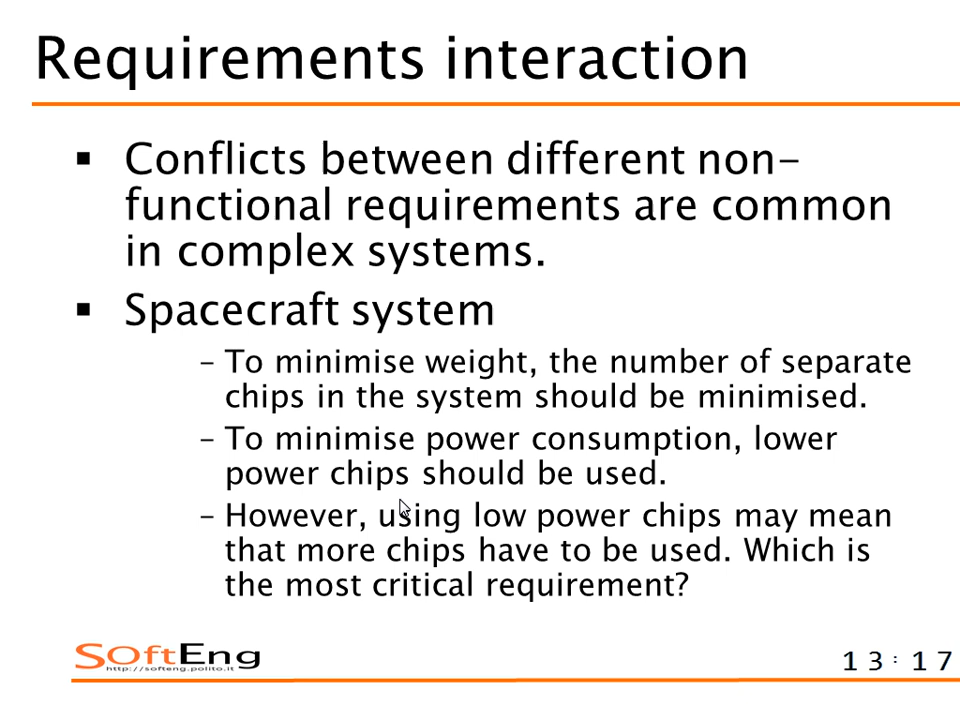 Requirements interaction
▪ Conflicts between different non-
functional requirements are common
in complex systems.
▪ Spacecraft system
– To minimise weight, the number of separate
chips in the system should be minimised.
– To minimise power consumption, lower
power chips should be used.
– However, using low power chips may mean
that more chips have to be used. Which is
the most critical requirement?
SOftEng
http://softeng.polito.it
13:17